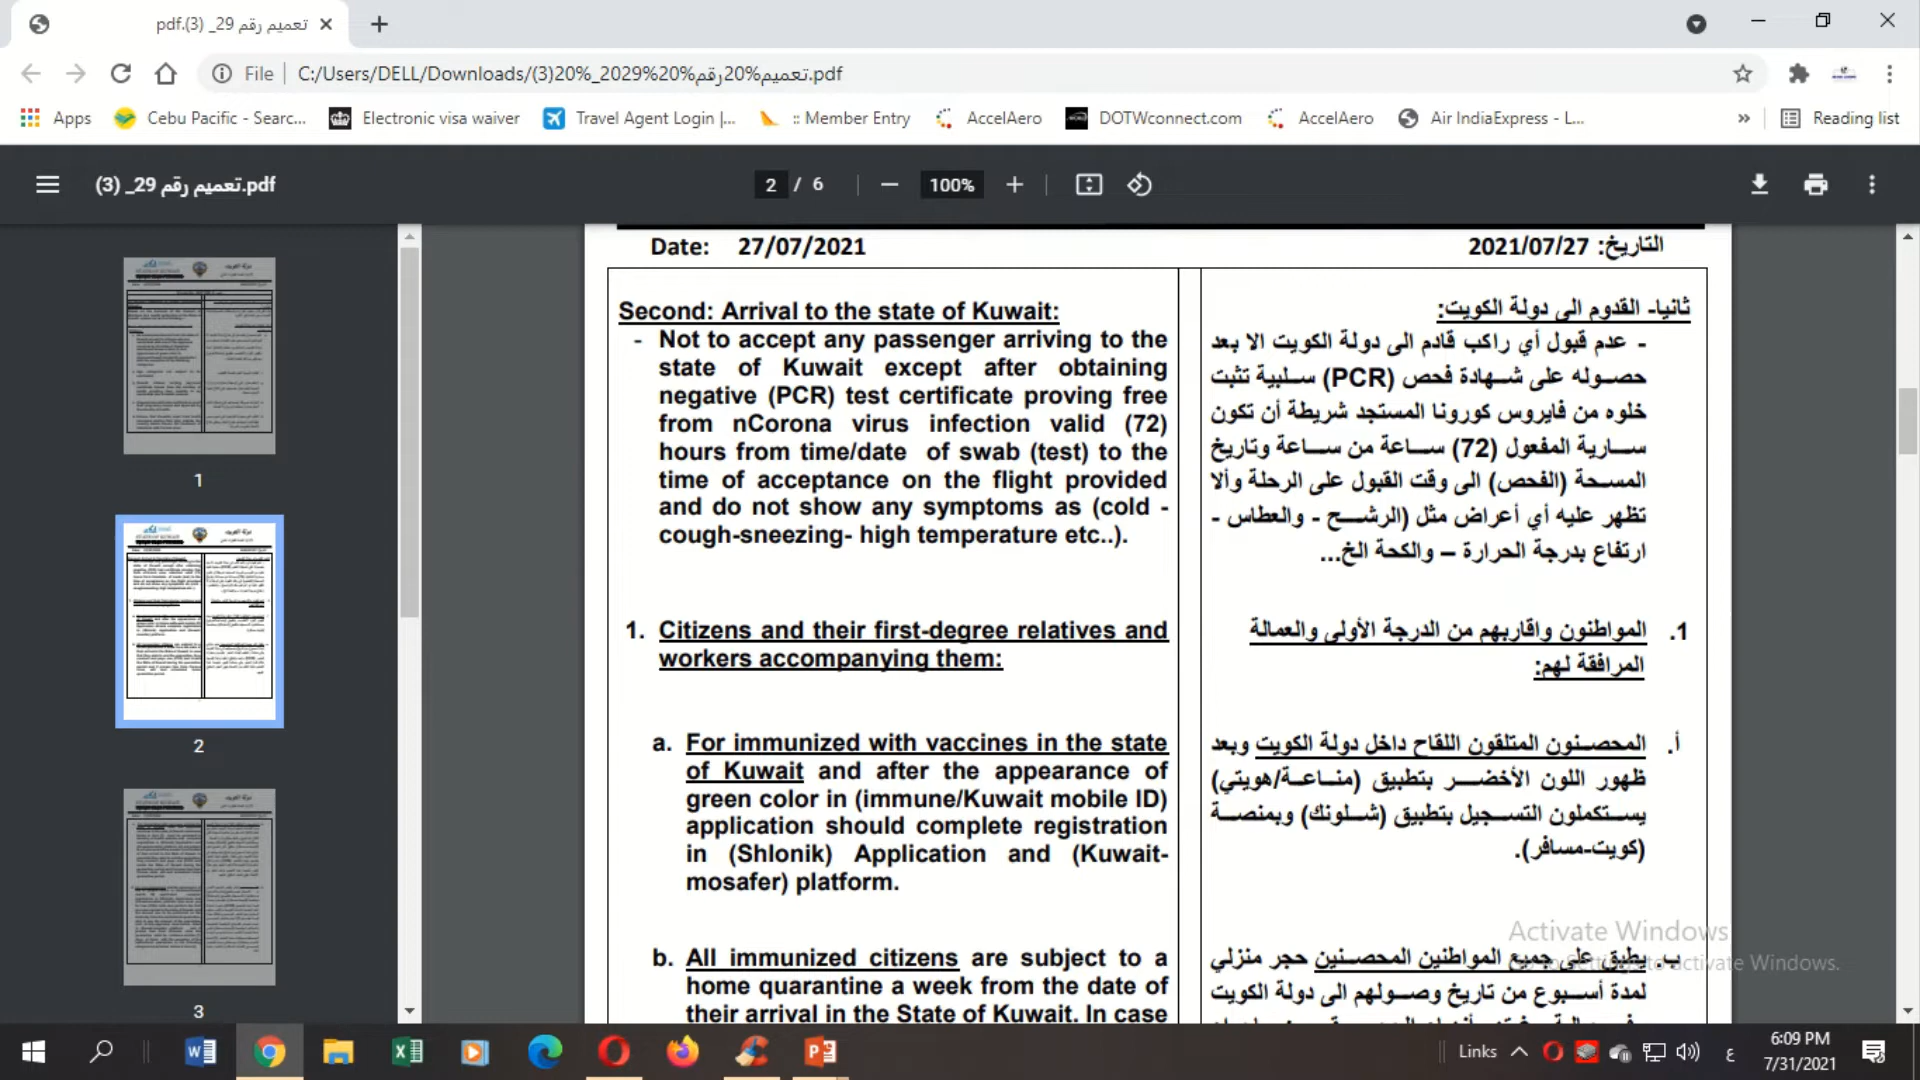 تعميم رقم 29_ (3).pdf
File
C:/Users/DELL/Downloads/(3)20%_2029%20%رقم20%تعميم.pdf
Apps
Cebu Pacific - Searc...
Electronic visa waiver
Travel Agent Login |...
:: Member Entry
AccelAero
DOTWconnect.com
AccelAero
Air IndiaExpress - L...
»
Reading list
تعميم رقم 29_ (3).pdf
2 / 6
100%
1
2
3
Date: 27/07/2021
التاريخ: 2021/07/27
Second: Arrival to the state of Kuwait:
- Not to accept any passenger arriving to the
state of Kuwait except after obtaining
negative (PCR) test certificate proving free
from nCorona virus infection valid (72)
hours from time/date of swab (test) to the
time of acceptance on the flight provided
and do not show any symptoms as (cold -
cough-sneezing- high temperature etc..).
1. Citizens and their first-degree relatives and
workers accompanying them:
a. For immunized with vaccines in the state
of Kuwait and after the appearance of
green color in (immune/Kuwait mobile ID)
application should complete registration
in (Shlonik) Application and (Kuwait-
mosafer) platform.
b. All immunized citizens are subject to a
home quarantine a week from the date of
their arrival in the State of Kuwait. In case
ثانيا- القدوم الى دولة الكويت:
- عدم قبول أي راكب قادم الى دولة الكويت الا بعد
حصوله على شهادة فحص (PCR) سلبية تثبت
خلوه من فايروس كورونا المستجد شريطة أن تكون
سارية المفعول (72) ساعة من ساعة وتاريخ
المسحة (الفحص) الى وقت القبول على الرحلة وألا
تظهر عليه أي أعراض مثل (الرشح - والعطاس -
ارتفاع بدرجة الحرارة – والكحة الخ...
1. المواطنون واقاربهم من الدرجة الأولى والعمالة
المرافقة لهم:
أ. المحصنون المتلقون اللقاح داخل دولة الكويت وبعد
ظهور اللون الأخضر بتطبيق (مناعة/هويتي)
يستكملون التسجيل بتطبيق (شلونك) وبمنصة
(كويت-مسافر).
ب. يطبق على جميع المواطنين المحصنين حجر منزلي
لمدة أسبوع من تاريخ وصولهم الى دولة الكويت
Activate Windows
Go to Settings to activate Windows.
Links
ع
6:09 PM
7/31/2021